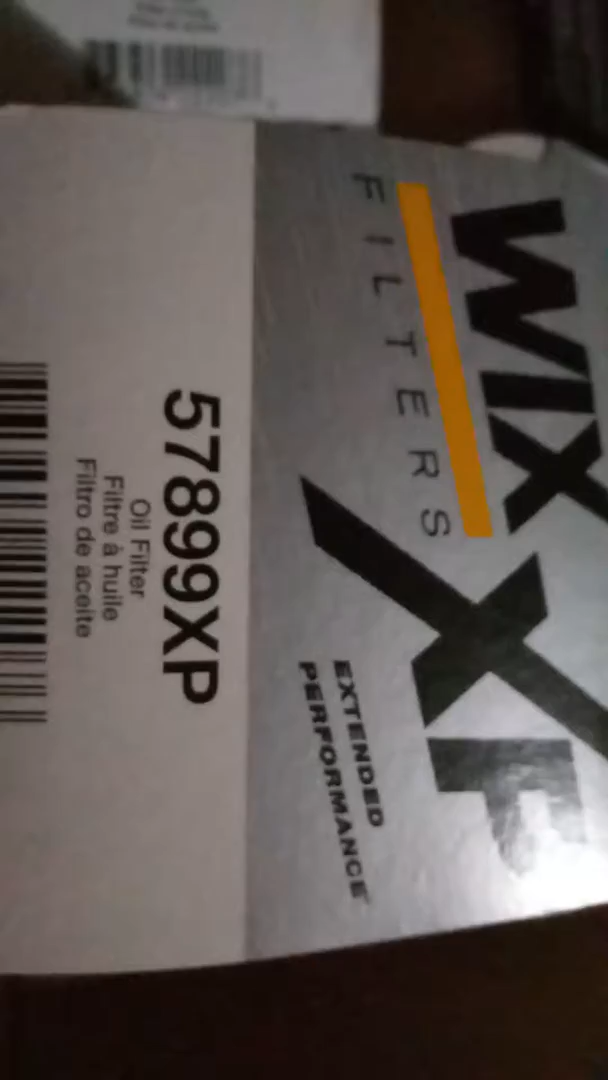 WIX
FILTERS
XP
EXTENDED
PERFORMANCE
57899XP
Oil Filter
Filtre à huile
Filtro de aceite